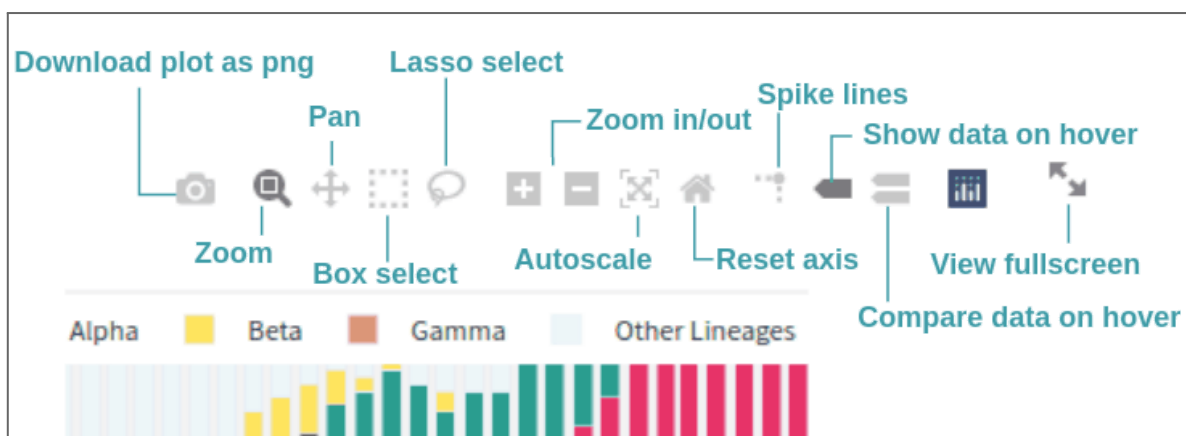 Download plot as png
Lasso select
Spike lines
Pan
Zoom in/out
Show data on hover
Zoom
Box select
Autoscale
Reset axis
View fullscreen
Compare data on hover
Alpha Beta Gamma Other Lineages